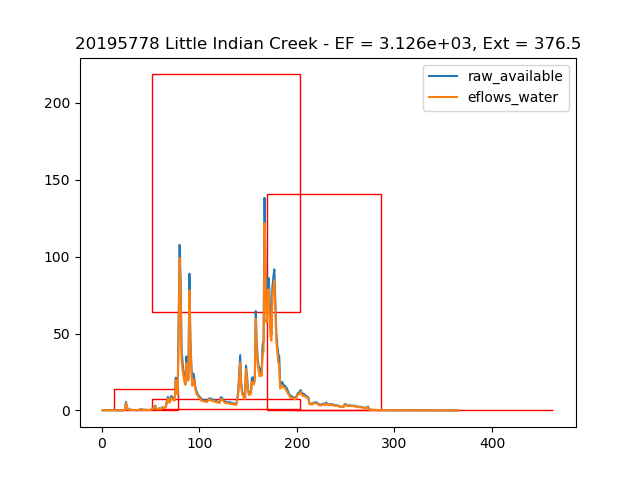 20195778 Little Indian Creek - EF = 3.126e+03, Ext = 376.5
raw_available
eflows_water
200
150
100
50
0
0 100 200 300 400